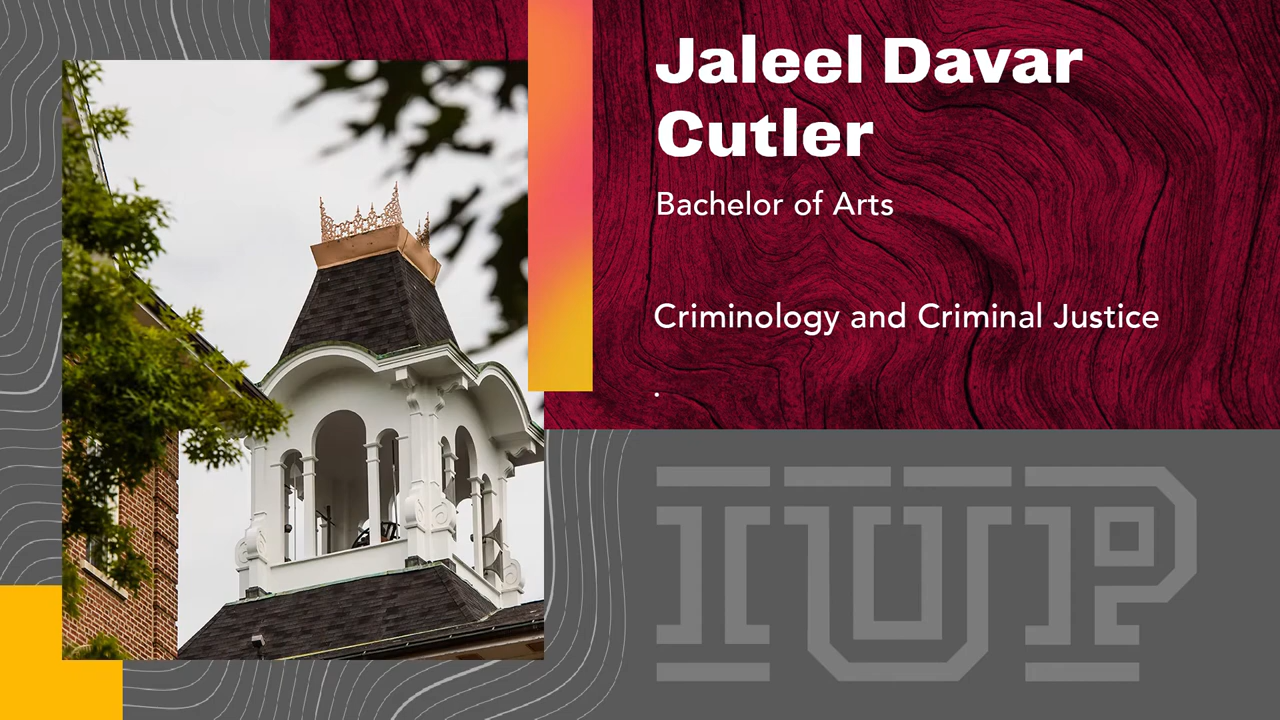 Jaleel Davar
Cutler
Bachelor of Arts
Criminology and Criminal Justice
.
IUP